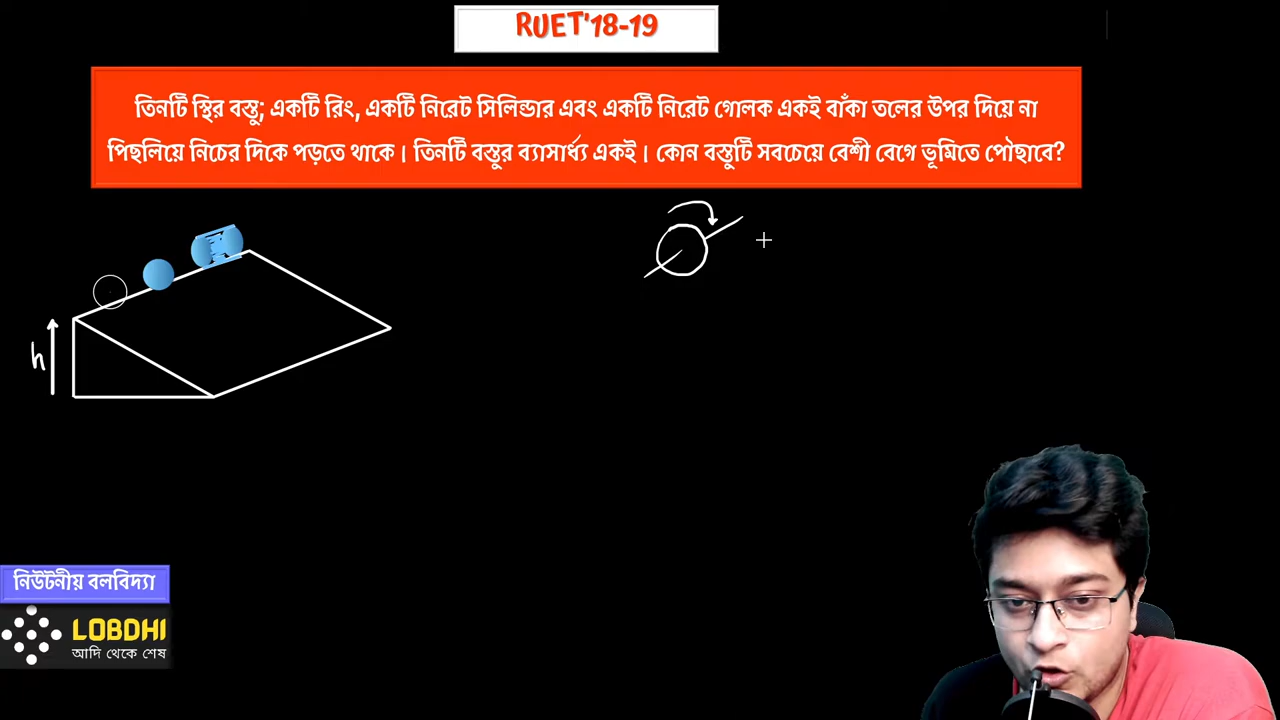 RUET'18-19
তিনটি স্থির বস্তু; একটি রিং, একটি নিরেট সিলিন্ডার এবং একটি নিরেট গোলক একই বাঁকা তলের উপর দিয়ে না
পিছলিয়ে নিচের দিকে পড়তে থাকে। তিনটি বস্তুর ব্যাসার্ধ্য একই। কোন বস্তুটি সবচেয়ে বেশী বেগে ভূমিতে পৌছাবে?
h
নিউটনীয় বলবিদ্যা
LOBDHI
আদি থেকে শেষ